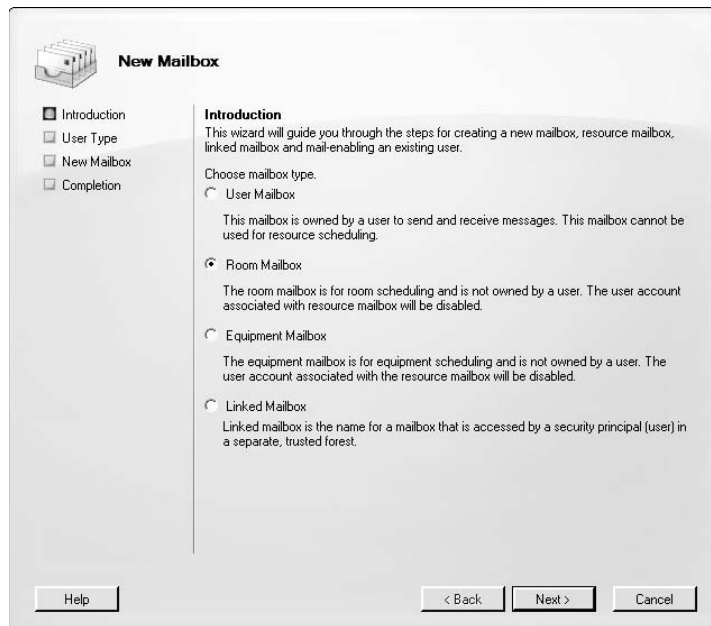 New Mailbox
Introduction
User Type
New Mailbox
Completion
Introduction
This wizard will guide you through the steps for creating a new mailbox, resource mailbox,
linked mailbox and mail-enabling an existing user.
Choose mailbox type.
User Mailbox
This mailbox is owned by a user to send and receive messages. This mailbox cannot be
used for resource scheduling.
Room Mailbox
The room mailbox is for room scheduling and is not owned by a user. The user account
associated with resource mailbox will be disabled.
Equipment Mailbox
The equipment mailbox is for equipment scheduling and is not owned by a user. The
user account associated with the resource mailbox will be disabled.
Linked Mailbox
Linked mailbox is the name for a mailbox that is accessed by a security principal (user) in
a separate, trusted forest.
Help
< Back
Next >
Cancel